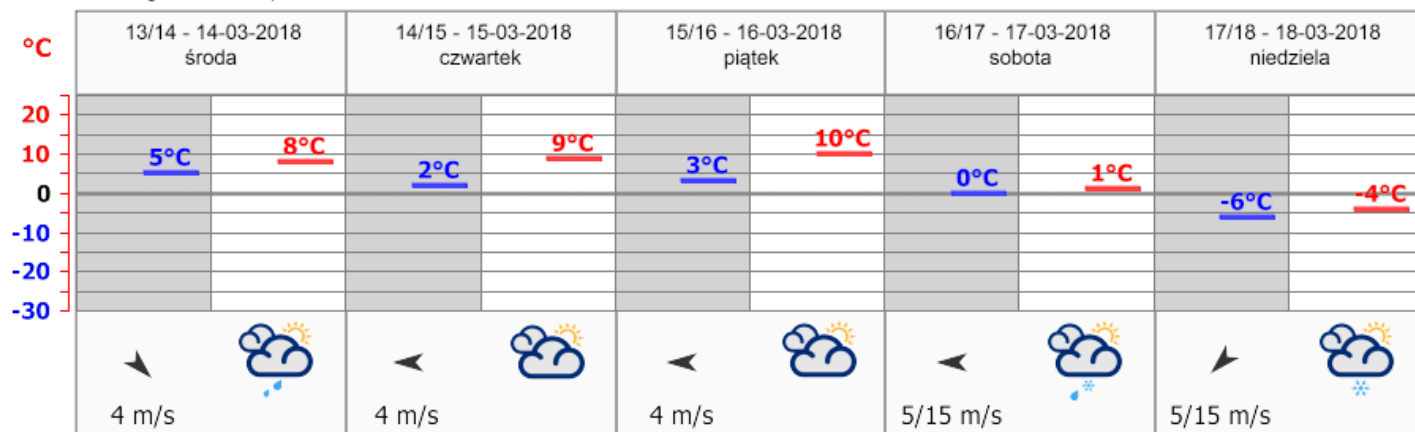 °C
13/14 - 14-03-2018
środa
14/15 - 15-03-2018
czwartek
15/16 - 16-03-2018
piątek
16/17 - 17-03-2018
sobota
17/18 - 18-03-2018
niedziela
20
10
0
-10
-20
-30
5°C
8°C
2°C
9°C
3°C
10°C
0°C
1°C
-6°C
-4°C
4 m/s
4 m/s
4 m/s
5/15 m/s
5/15 m/s